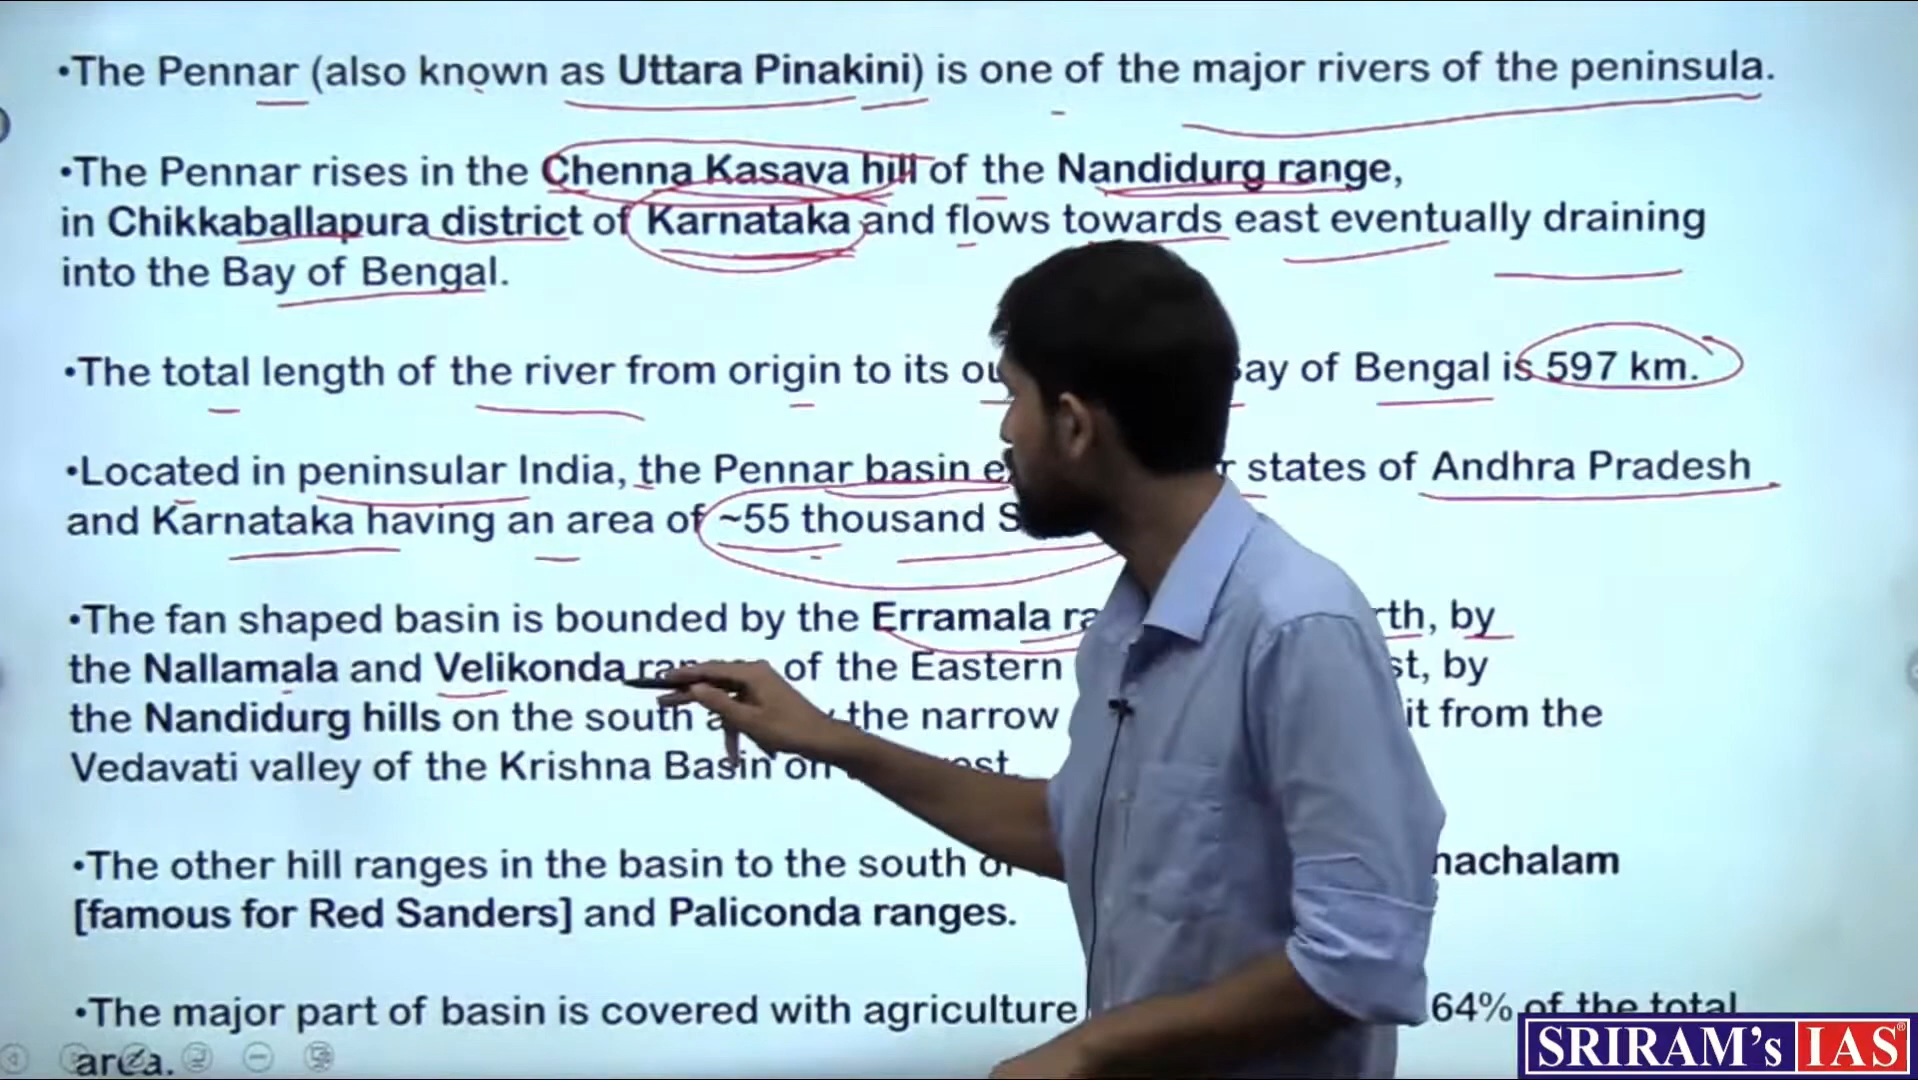 •The Pennar (also known as Uttara Pinakini) is one of the major rivers of the peninsula.
•The Pennar rises in the Chenna Kasava hill of the Nandidurg range,
in Chikkaballapura district of Karnataka and flows towards east eventually draining
into the Bay of Bengal.
•The total length of the river from origin to its Bay of Bengal is 597 km.
•Located in peninsular India, the Pennar basin states of Andhra Pradesh
and Karnataka having an area of ~55 thousand
•The fan shaped basin is bounded by the Erramala by
the Nallamala and Velikonda of the Eastern by
the Nandidurg hills on the south the narrow it from the
Vedavati valley of the Krishna Basin on
•The other hill ranges in the basin to the south
[famous for Red Sanders] and Paliconda ranges.
•The major part of basin is covered with agriculture 64% of the total
area.
SRIRAM's IAS